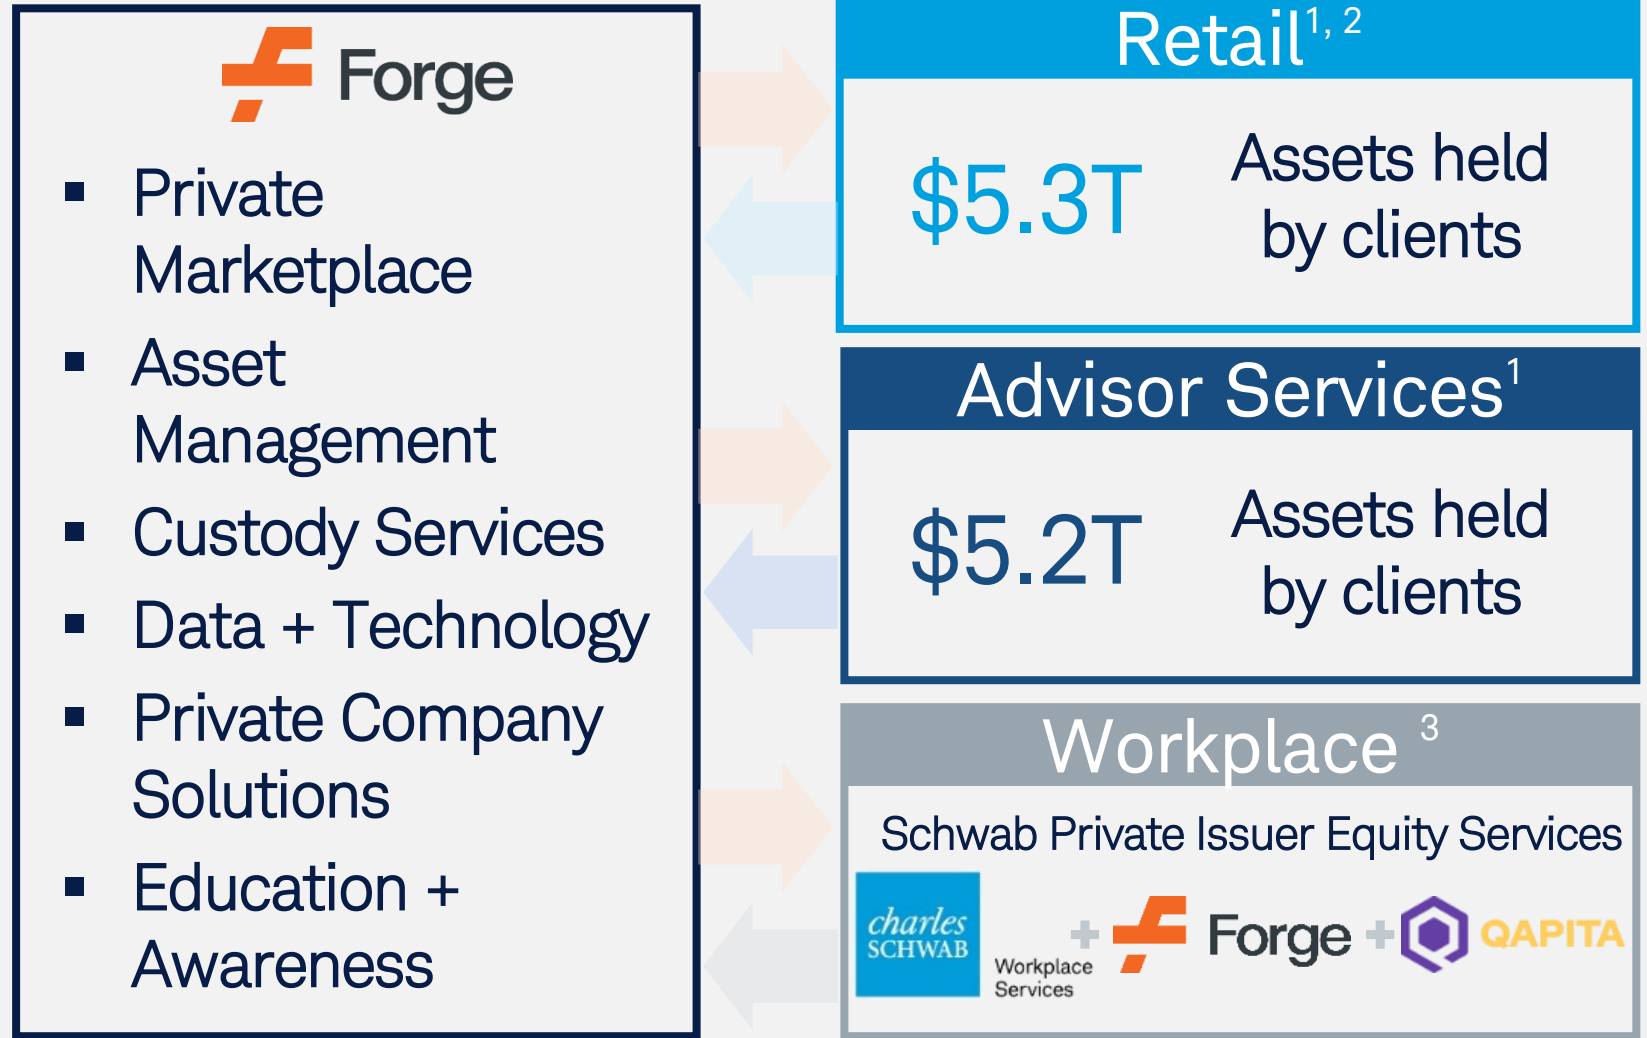 Forge
▪ Private
Marketplace
▪ Asset
Management
▪ Custody Services
▪ Data + Technology
▪ Private Company
Solutions
▪ Education +
Awareness
Retail1, 2
$5.3T
Assets held
by clients
Advisor Services1
$5.2T
Assets held
by clients
Workplace 3
Schwab Private Issuer Equity Services
charles
SCHWAB
Workplace
Services
+ Forge + QAPITA